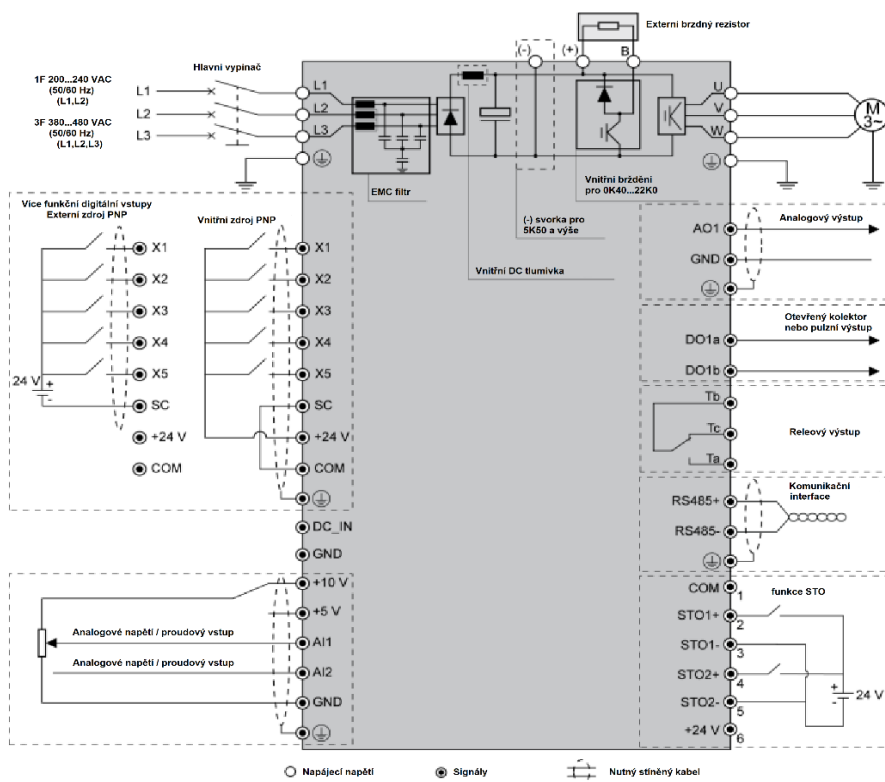 Externí brzdný rezistor
(-)
(+)
B
1F 200...240 VAC
(50/60 Hz)
(L1,L2)
3F 380...480 VAC
(50/60 Hz)
(L1,L2,L3)
Hlavní vypínač
L1
L2
L3
L1
L2
L3
EMC filtr
U
V
W
M
3~
Vnitřní brždění
pro 0K40...22K0
(-) svorka pro
5K50 a výše
Vnitřní DC tlumivka
Více funkční digitální vstupy
Externí zdroj PNP
Vnitřní zdroj PNP
X1
X2
X3
X4
X5
24 V
+
-
SC
+24 V
COM
X1
X2
X3
X4
X5
SC
+24 V
COM
DC_IN
GND
+10 V
+5 V
AI1
AI2
GND
Analogové napětí / proudový vstup
Analogové napětí / proudový vstup
AO1
GND
Analogový výstup
Otevřený kolektor
nebo pulzní výstup
DO1a
DO1b
Tb
Tc
Ta
Releový výstup
Komunikační
interface
RS485+
RS485-
COM
1
funkce STO
STO1+
2
STO1-
3
STO2+
4
STO2-
5
+24 V
6
+
-
24 V
Napájecí napětí
Signály
Nutný stíněný kabel